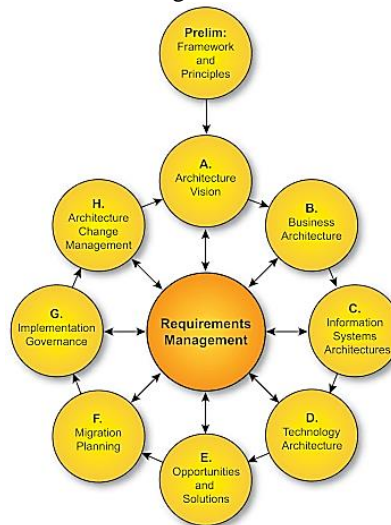 Prelim:
Framework
and
Principles
A.
Architecture
Vision
H.
Architecture
Change
Management
B.
Business
Architecture
G.
Implementation
Governance
Requirements
Management
C.
Information
Systems
Architectures
F.
Migration
Planning
D.
Technology
Architecture
E.
Opportunities
and
Solutions